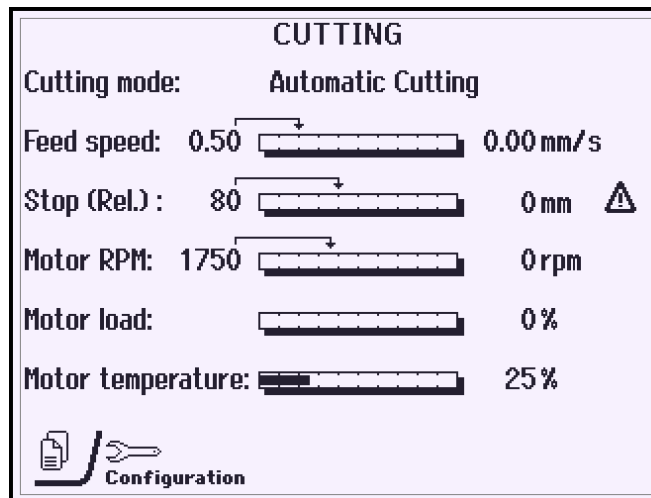 CUTTING
Cutting mode: Automatic Cutting
Feed speed: 0.50 0.00 mm/s
Stop (Rel.) : 80 0 mm
Motor RPM: 1750 0 rpm
Motor load: 0 %
Motor temperature: 25 %
Configuration